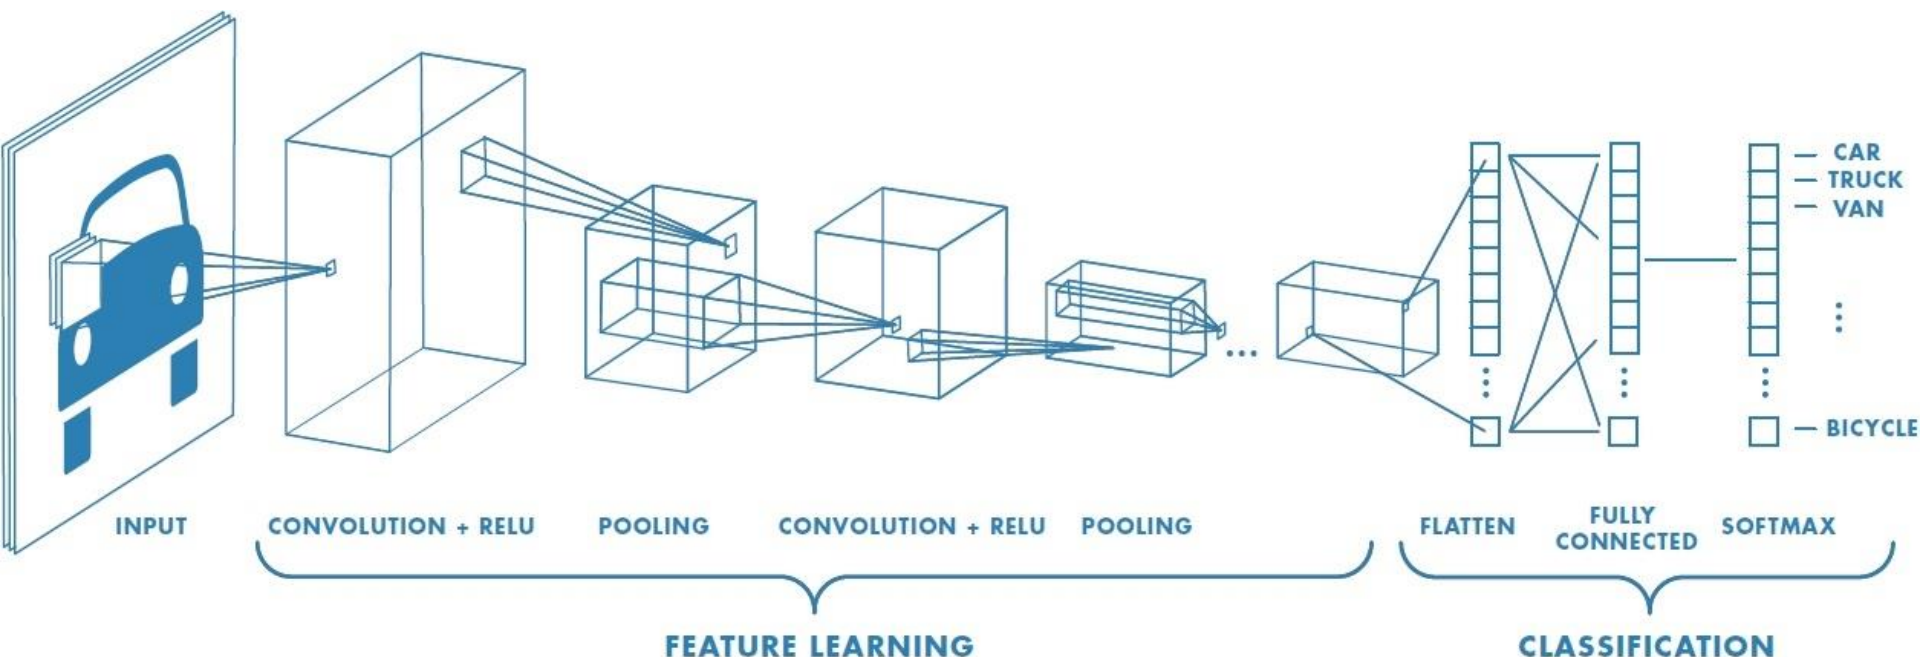 CAR
TRUCK
VAN
BICYCLE
INPUT
CONVOLUTION + RELU
POOLING
CONVOLUTION + RELU
POOLING
FLATTEN
FULLY
CONNECTED
SOFTMAX
FEATURE LEARNING
CLASSIFICATION